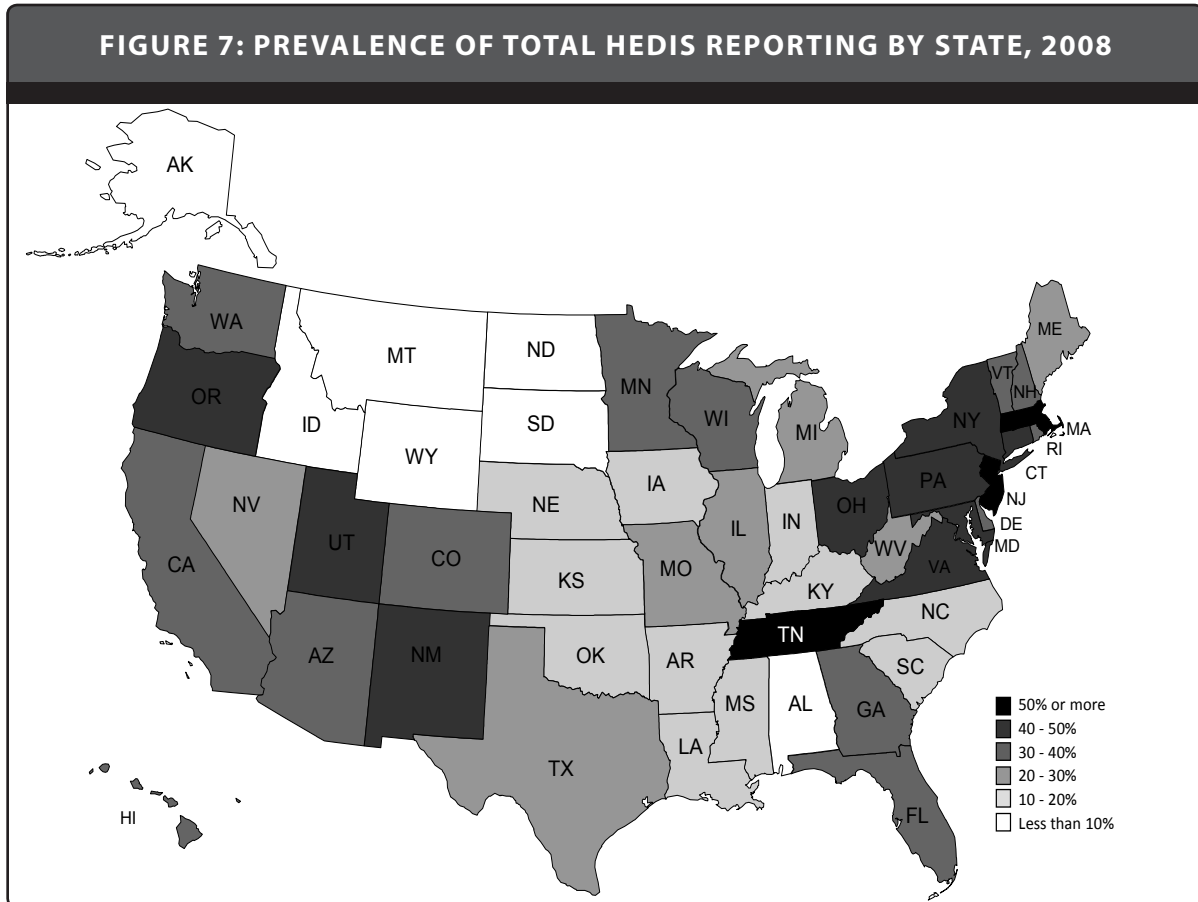 FIGURE 7: PREVALENCE OF TOTAL HEDIS REPORTING BY STATE, 2008
AK
WA
MT
ND
MN
ME
VT
NH
OR
ID
SD
WI
MI
NY
MA
RI
CT
WY
IA
PA
NJ
NV
NE
IL
IN
OH
DE
MD
UT
CO
WV
VA
CA
KS
MO
KY
NC
AZ
NM
OK
AR
TN
SC
MS
AL
GA
LA
TX
FL
HI
50% or more
40 - 50%
30 - 40%
20 - 30%
10 - 20%
Less than 10%